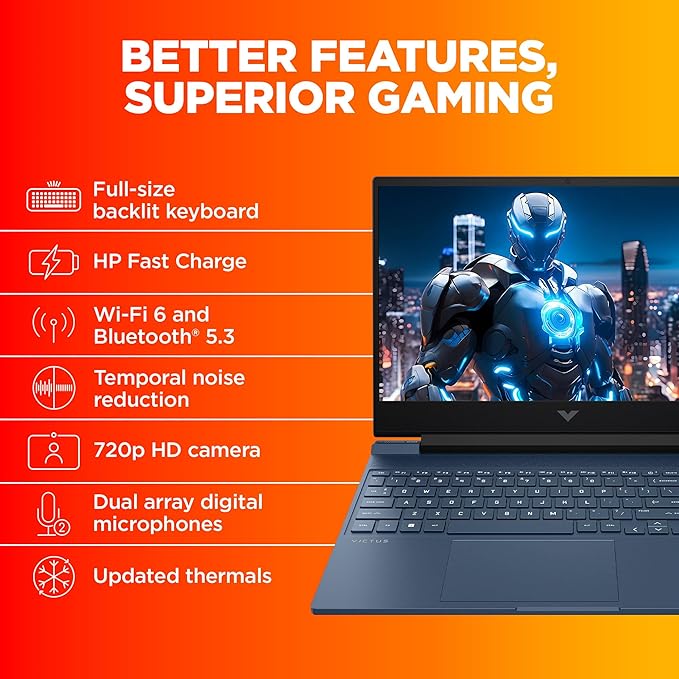 BETTER FEATURES,
SUPERIOR GAMING
Full-size
backlit keyboard
HP Fast Charge
Wi-Fi 6 and
Bluetooth® 5.3
Temporal noise
reduction
720p HD camera
2
Dual array digital
microphones
Updated thermals
VICTUS